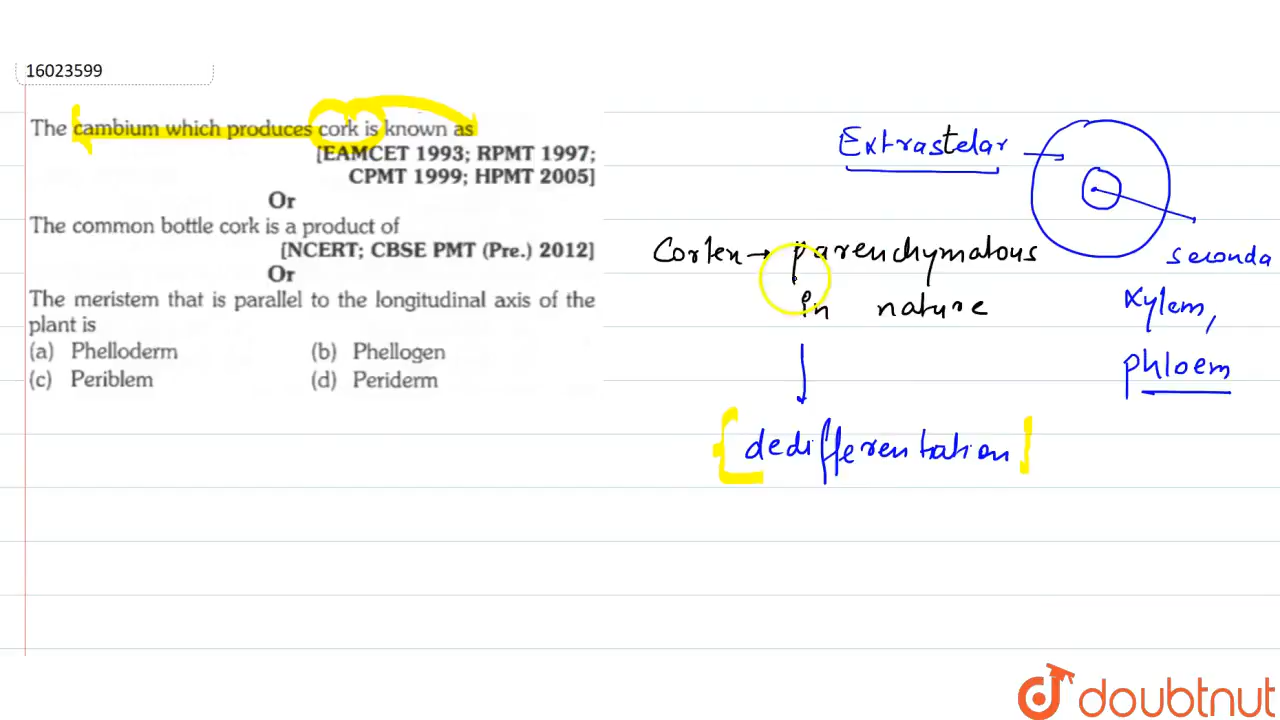 16023599
The cambium which produces cork is known as
[EAMCET 1993; RPMT 1997;
CPMT 1999; HPMT 2005]
Or
The common bottle cork is a product of
[NCERT; CBSE PMT (Pre.) 2012]
Or
The meristem that is parallel to the longitudinal axis of the
plant is
(a) Phelloderm (b) Phellogen
(c) Periblem (d) Periderm
Extrastelar
seconda
xylem,
phloem
Cortex → parenchymatous
in nature
[dedifferentation]
doubtnut